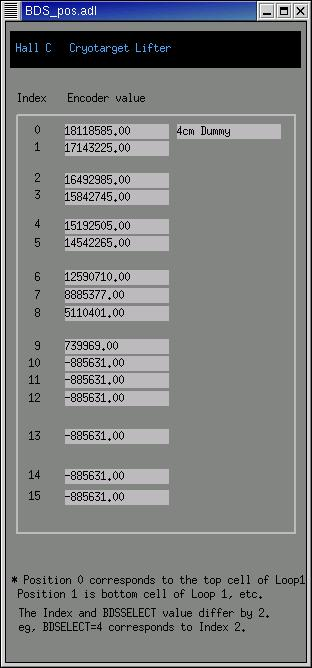 BDS_pos.adl
Hall C Cryotarget Lifter
Index Encoder value
0 18118585.00 4cm Dummy
1 17143225.00
2 16492985.00
3 15842745.00
4 15192505.00
5 14542265.00
6 12590710.00
7 8885377.00
8 5110401.00
9 739969.00
10 -885631.00
11 -885631.00
12 -885631.00
13 -885631.00
14 -885631.00
15 -885631.00
* Position 0 corresponds to the top cell of Loop1
Position 1 is bottom cell of Loop 1, etc.
The Index and BDSSELECT value differ by 2.
eg, BDSELECT=4 corresponds to Index 2.